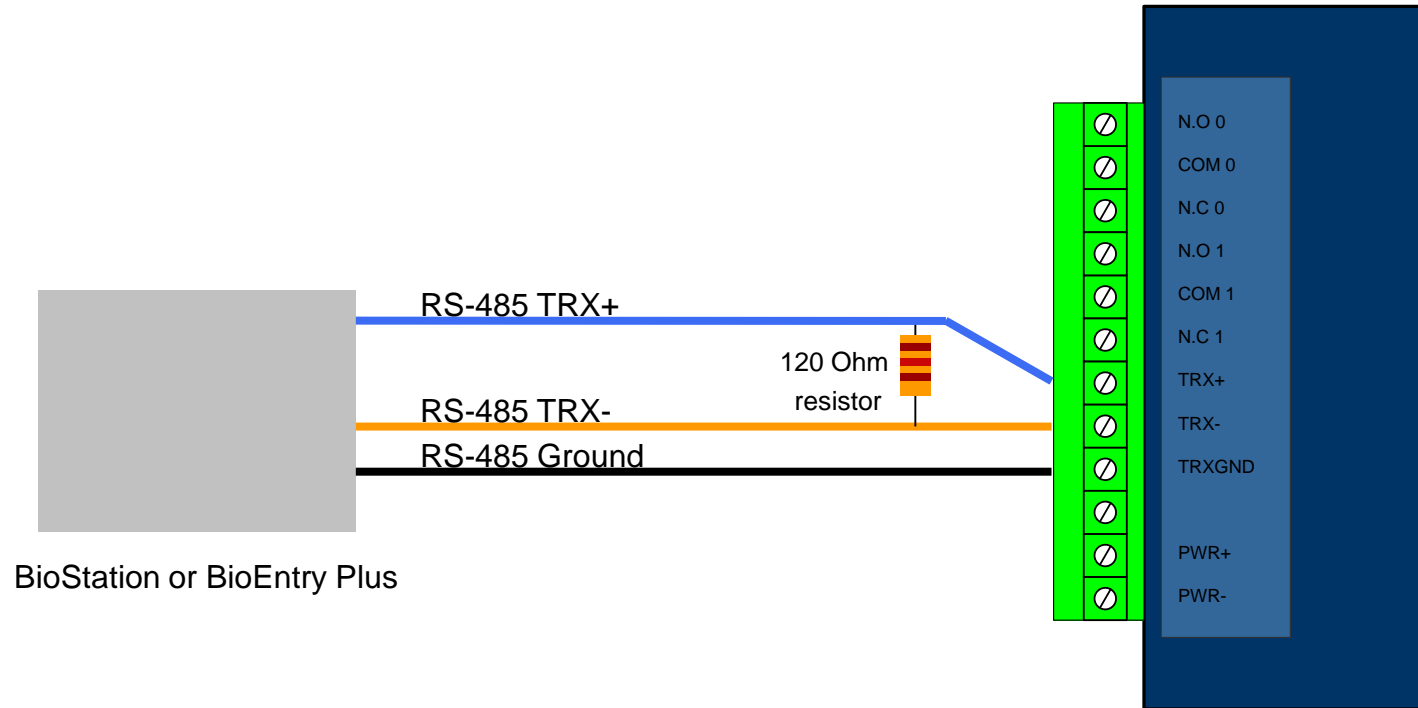 N.O 0
COM 0
N.C 0
N.O 1
COM 1
N.C 1
TRX+
TRX-
TRXGND
PWR+
PWR-
RS-485 TRX+
120 Ohm
resistor
RS-485 TRX-
RS-485 Ground
BioStation or BioEntry Plus